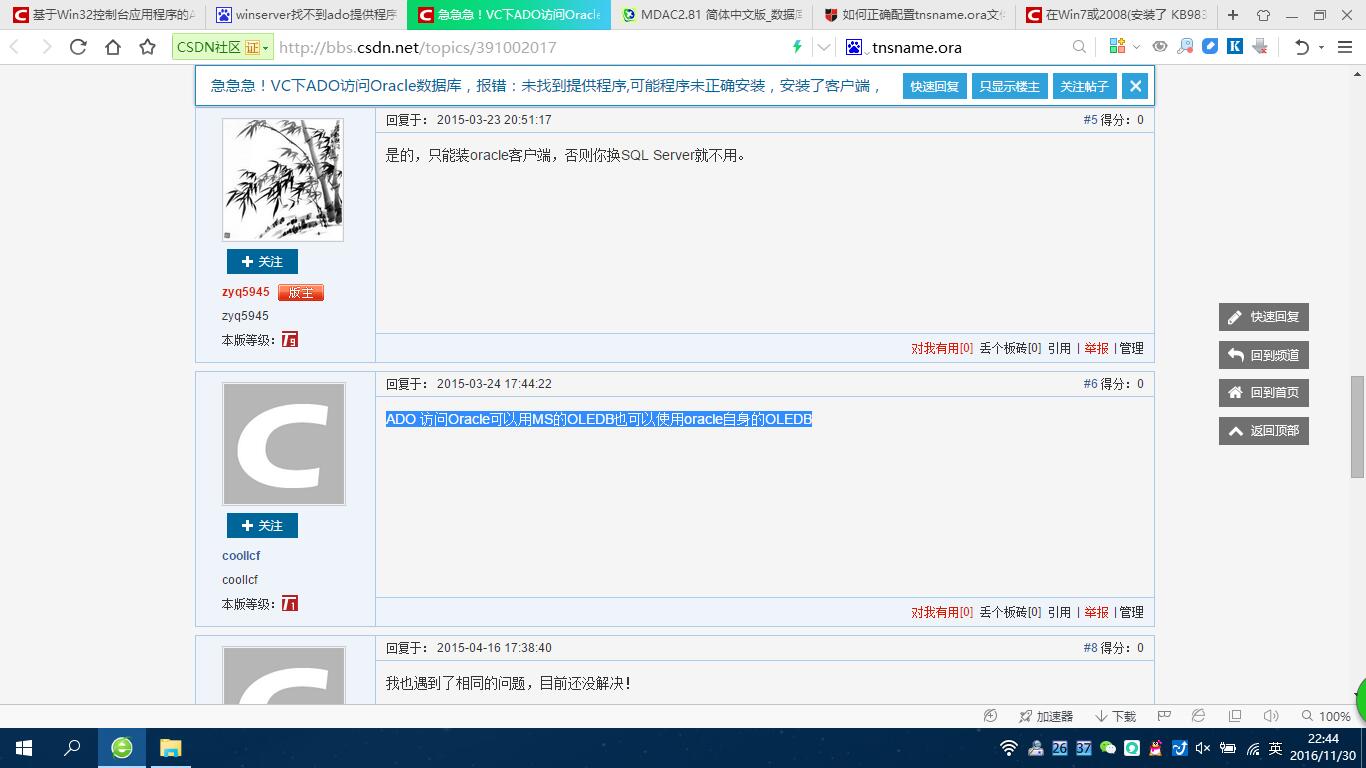 基于Win32控制台应用程序的A
winserver找不到ado提供程序
急急急！VC下ADO访问Oracle
MDAC2.81 简体中文版_数据库
如何正确配置tnsname.ora文件
在Win7或2008(安装了 KB983
CSDN社区 证
http://bbs.csdn.net/topics/391002017
tnsname.ora
急急急！VC下ADO访问Oracle数据库，报错：未找到提供程序,可能程序未正确安装，安装了客户端，
快速回复 只显示楼主 关注帖子
回复于： 2015-03-23 20:51:17
#5 得分：0
是的，只能装oracle客户端，否则你换SQL Server就不用。
关注
zyq5945 版主
zyq5945
本版等级：T9
对我有用[0] 丢个板砖[0] 引用 | 举报 | 管理
回复于： 2015-03-24 17:44:22
#6 得分：0
ADO 访问Oracle可以用MS的OLEDB也可以使用oracle自身的OLEDB
关注
coollcf
coollcf
本版等级：T1
对我有用[0] 丢个板砖[0] 引用 | 举报 | 管理
回复于： 2015-04-16 17:38:40
#8 得分：0
我也遇到了相同的问题，目前还没解决！
快速回复
回到频道
回到首页
返回顶部
加速器 下载 100%
26 37 英
22:44
2016/11/30